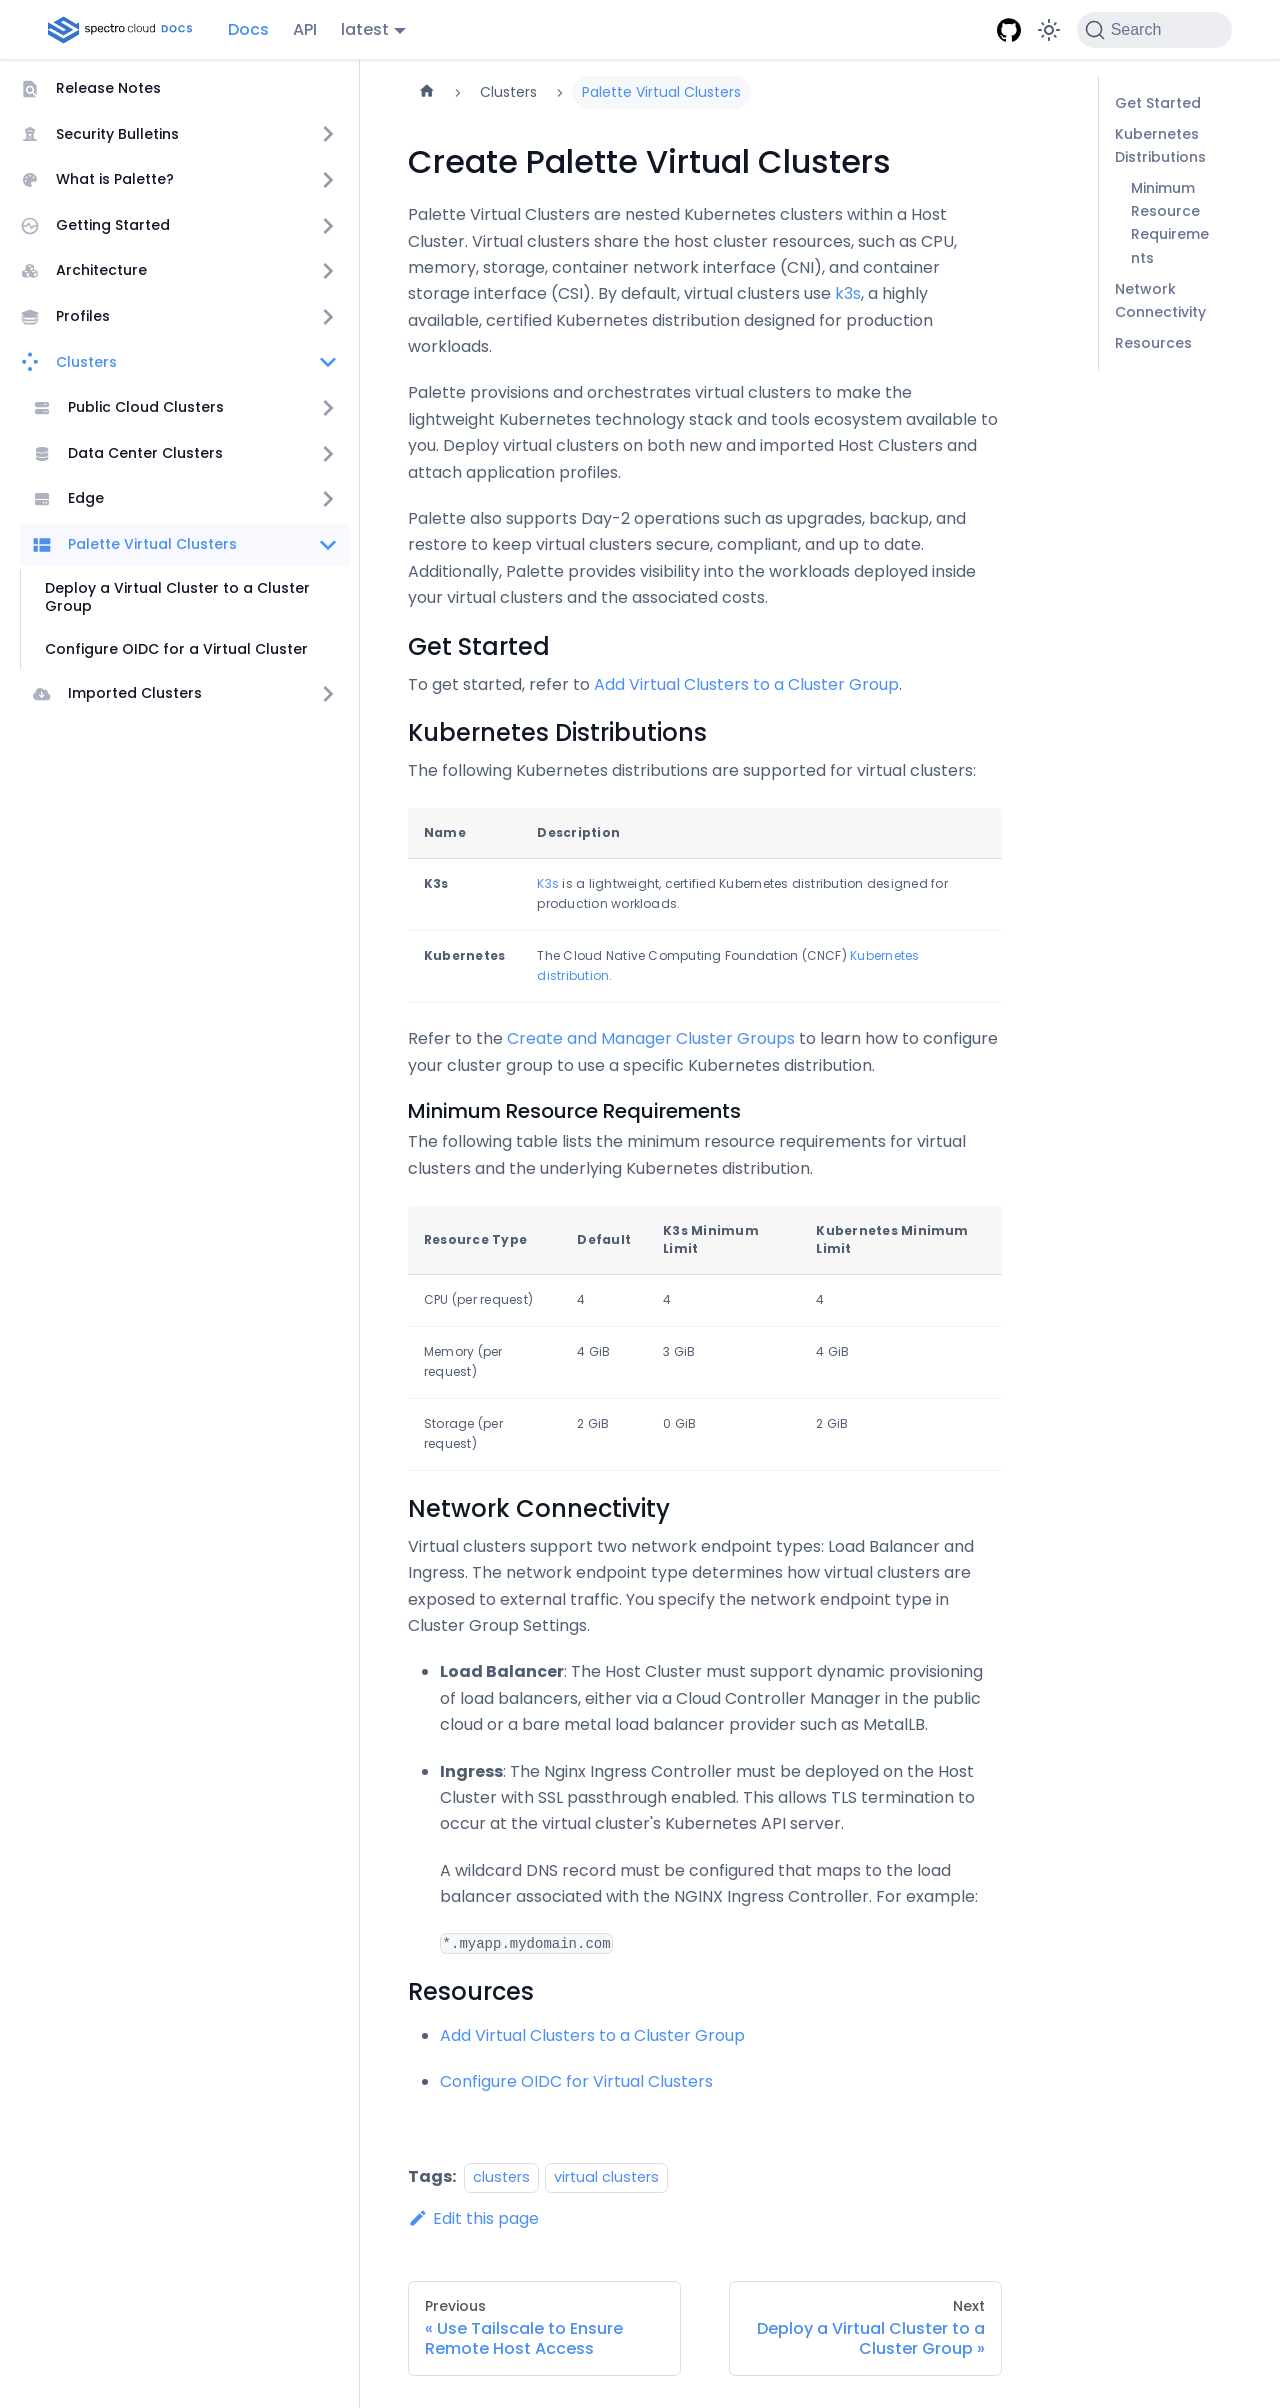 spectro cloud DOCS
Docs
API
latest
Search
Release Notes
Security Bulletins
What is Palette?
Getting Started
Architecture
Profiles
Clusters
Public Cloud Clusters
Data Center Clusters
Edge
Palette Virtual Clusters
Deploy a Virtual Cluster to a Cluster
Group
Configure OIDC for a Virtual Cluster
Imported Clusters
Clusters
Palette Virtual Clusters
Create Palette Virtual Clusters
Palette Virtual Clusters are nested Kubernetes clusters within a Host
Cluster. Virtual clusters share the host cluster resources, such as CPU,
memory, storage, container network interface (CNI), and container
storage interface (CSI). By default, virtual clusters use k3s, a highly
available, certified Kubernetes distribution designed for production
workloads.
Palette provisions and orchestrates virtual clusters to make the
lightweight Kubernetes technology stack and tools ecosystem available to
you. Deploy virtual clusters on both new and imported Host Clusters and
attach application profiles.
Palette also supports Day-2 operations such as upgrades, backup, and
restore to keep virtual clusters secure, compliant, and up to date.
Additionally, Palette provides visibility into the workloads deployed inside
your virtual clusters and the associated costs.
Get Started
To get started, refer to Add Virtual Clusters to a Cluster Group.
Kubernetes Distributions
The following Kubernetes distributions are supported for virtual clusters:
Name Description
K3s K3s is a lightweight, certified Kubernetes distribution designed for
production workloads.
Kubernetes The Cloud Native Computing Foundation (CNCF) Kubernetes
distribution.
Refer to the Create and Manager Cluster Groups to learn how to configure
your cluster group to use a specific Kubernetes distribution.
Minimum Resource Requirements
The following table lists the minimum resource requirements for virtual
clusters and the underlying Kubernetes distribution.
Resource Type Default K3s Minimum Limit Kubernetes Minimum Limit
CPU (per request) 4 4 4
Memory (per request) 4 GiB 3 GiB 4 GiB
Storage (per request) 2 GiB 0 GiB 2 GiB
Network Connectivity
Virtual clusters support two network endpoint types: Load Balancer and
Ingress. The network endpoint type determines how virtual clusters are
exposed to external traffic. You specify the network endpoint type in
Cluster Group Settings.
Load Balancer: The Host Cluster must support dynamic provisioning
of load balancers, either via a Cloud Controller Manager in the public
cloud or a bare metal load balancer provider such as MetalLB.
Ingress: The Nginx Ingress Controller must be deployed on the Host
Cluster with SSL passthrough enabled. This allows TLS termination to
occur at the virtual cluster's Kubernetes API server.
A wildcard DNS record must be configured that maps to the load
balancer associated with the NGINX Ingress Controller. For example:
*.myapp.mydomain.com
Resources
Add Virtual Clusters to a Cluster Group
Configure OIDC for Virtual Clusters
Tags: clusters virtual clusters
Edit this page
Previous
« Use Tailscale to Ensure
Remote Host Access
Next
Deploy a Virtual Cluster to a
Cluster Group »
Get Started
Kubernetes
Distributions
Minimum
Resource
Requireme
nts
Network
Connectivity
Resources